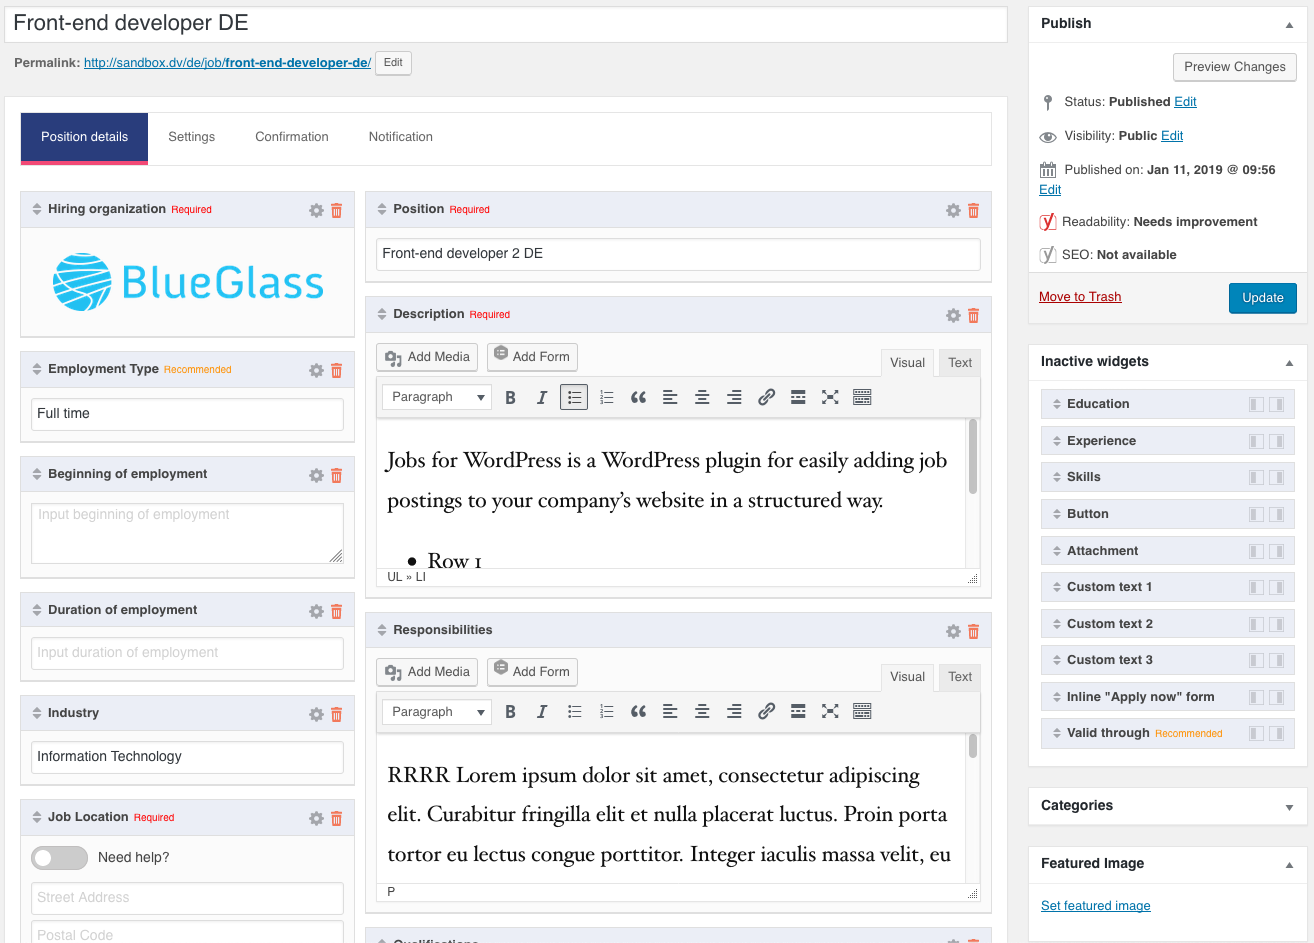 Front-end developer DE
Permalink: http://sandbox.dv/de/job/front-end-developer-de/ Edit
Position details Settings Confirmation Notification
Hiring organization Required
BlueGlass
Employment Type Recommended
Full time
Beginning of employment
Input beginning of employment
Duration of employment
Input duration of employment
Industry
Information Technology
Job Location Required
Need help?
Street Address
Postal Code
Position Required
Front-end developer 2 DE
Description Required
Add Media Add Form Visual Text
Paragraph
Jobs for WordPress is a WordPress plugin for easily adding job
postings to your company’s website in a structured way.
• Row 1
UL » LI
Responsibilities
Add Media Add Form Visual Text
Paragraph
RRRR Lorem ipsum dolor sit amet, consectetur adipiscing
elit. Curabitur fringilla elit et nulla placerat luctus. Proin porta
tortor eu lectus congue porttitor. Integer iaculis massa velit, eu
P
Qualifications
Publish
Preview Changes
Status: Published Edit
Visibility: Public Edit
Published on: Jan 11, 2019 @ 09:56
Edit
Readability: Needs improvement
SEO: Not available
Move to Trash Update
Inactive widgets
Education
Experience
Skills
Button
Attachment
Custom text 1
Custom text 2
Custom text 3
Inline "Apply now" form
Valid through Recommended
Categories
Featured Image
Set featured image